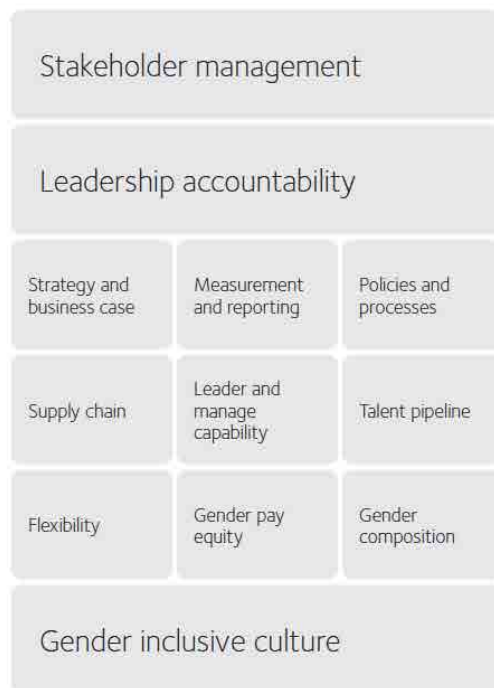 Stakeholder management
Leadership accountability
Strategy and
business case
Measurement
and reporting
Policies and
processes
Supply chain
Leader and
manage
capability
Talent pipeline
Flexibility
Gender pay
equity
Gender
composition
Gender inclusive culture